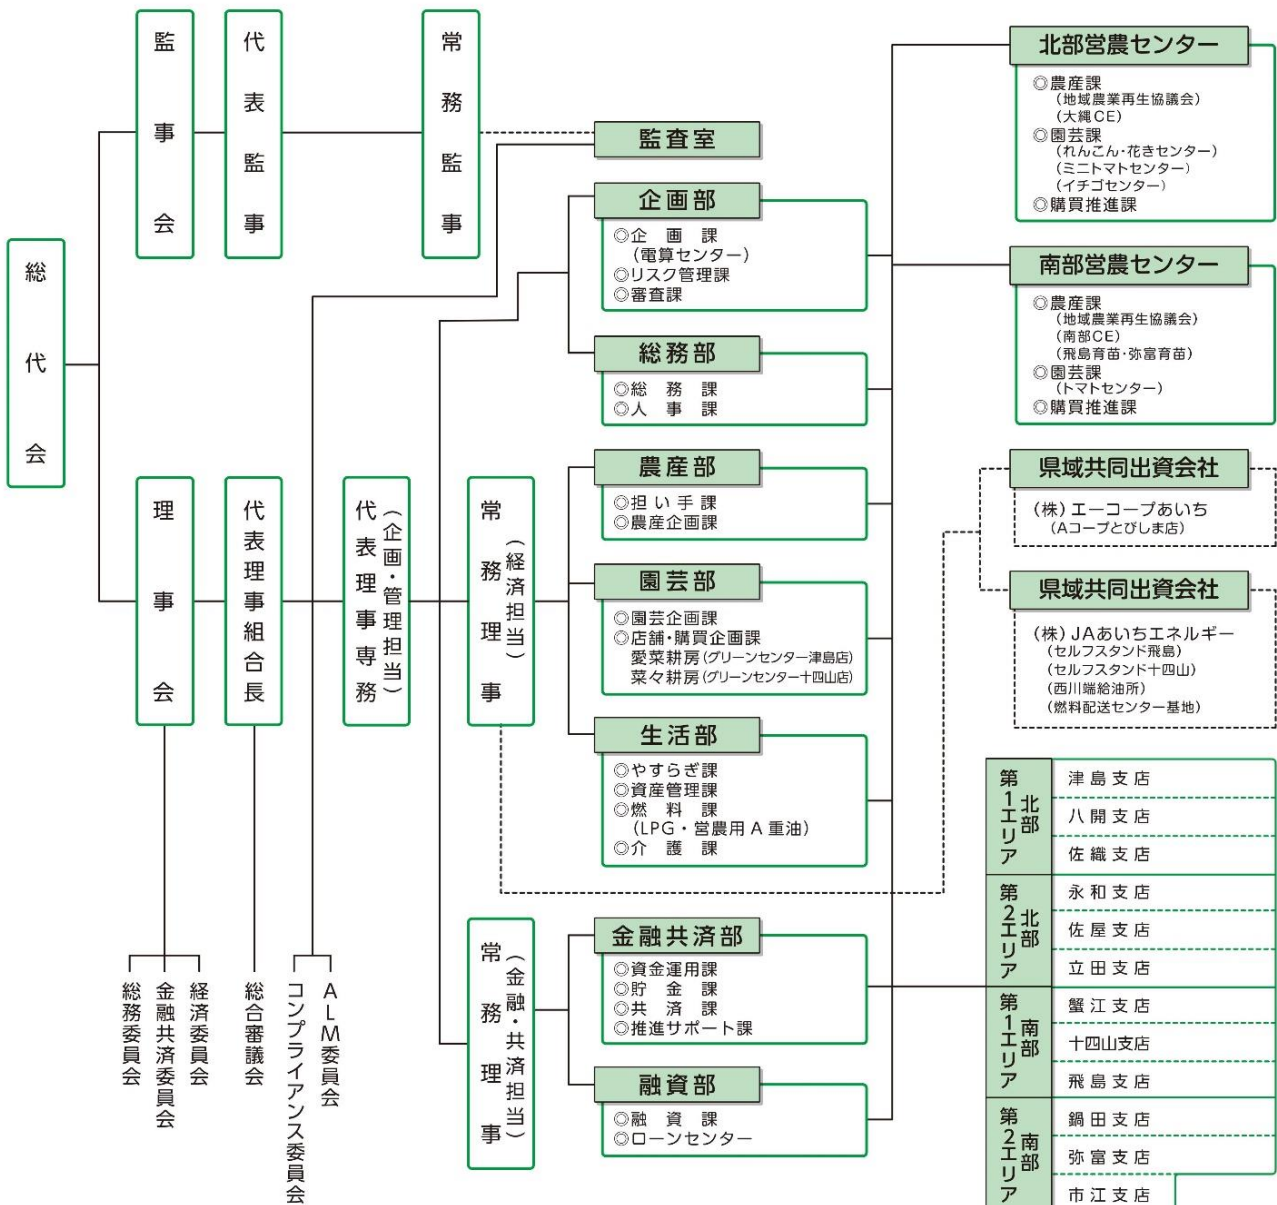 総代会
監事会
代表監事
常務監事
理事会
代表理事組合長
代表理事専務
（企画・管理担当）
常務理事
（経済担当）
常務理事
（金融・共済担当）
総務委員会
金融共済委員会
経済委員会
総合審議会
コンプライアンス委員会
ALM委員会
監査室
企画部
◎企　画　課
（電算センター）
◎リスク管理課
◎審査課
総務部
◎総　務　課
◎人　事　課
農産部
◎担い手課
◎農産企画課
園芸部
◎園芸企画課
◎店舗・購買企画課
愛菜耕房(グリーンセンター津島店)
菜々耕房(グリーンセンター十四山店)
生活部
◎やすらぎ課
◎資産管理課
◎燃　料　課
（LPG・営農用A重油）
◎介　護　課
金融共済部
◎資金運用課
◎貯　金　課
◎共　済　課
◎推進サポート課
融資部
◎融　資　課
◎ローンセンター
北部営農センター
◎農産課
（地域農業再生協議会）
（大縄CE）
◎園芸課
（れんこん・花きセンター）
（ミニトマトセンター）
（イチゴセンター）
◎購買推進課
南部営農センター
◎農産課
（地域農業再生協議会）
（南部CE）
（飛島育苗・弥富育苗）
◎園芸課
（トマトセンター）
◎購買推進課
県域共同出資会社
（株）エーコープあいち
（Aコープとびしま店）
県域共同出資会社
（株）JAあいちエネルギー
（セルフスタンド飛島）
（セルフスタンド十四山）
（西川端給油所）
（燃料配送センター基地）
北部
第1エリア
津島支店
八開支店
佐織支店
北部
第2エリア
永和支店
佐屋支店
立田支店
南部
第1エリア
蟹江支店
十四山支店
飛島支店
南部
第2エリア
鍋田支店
弥富支店
市江支店